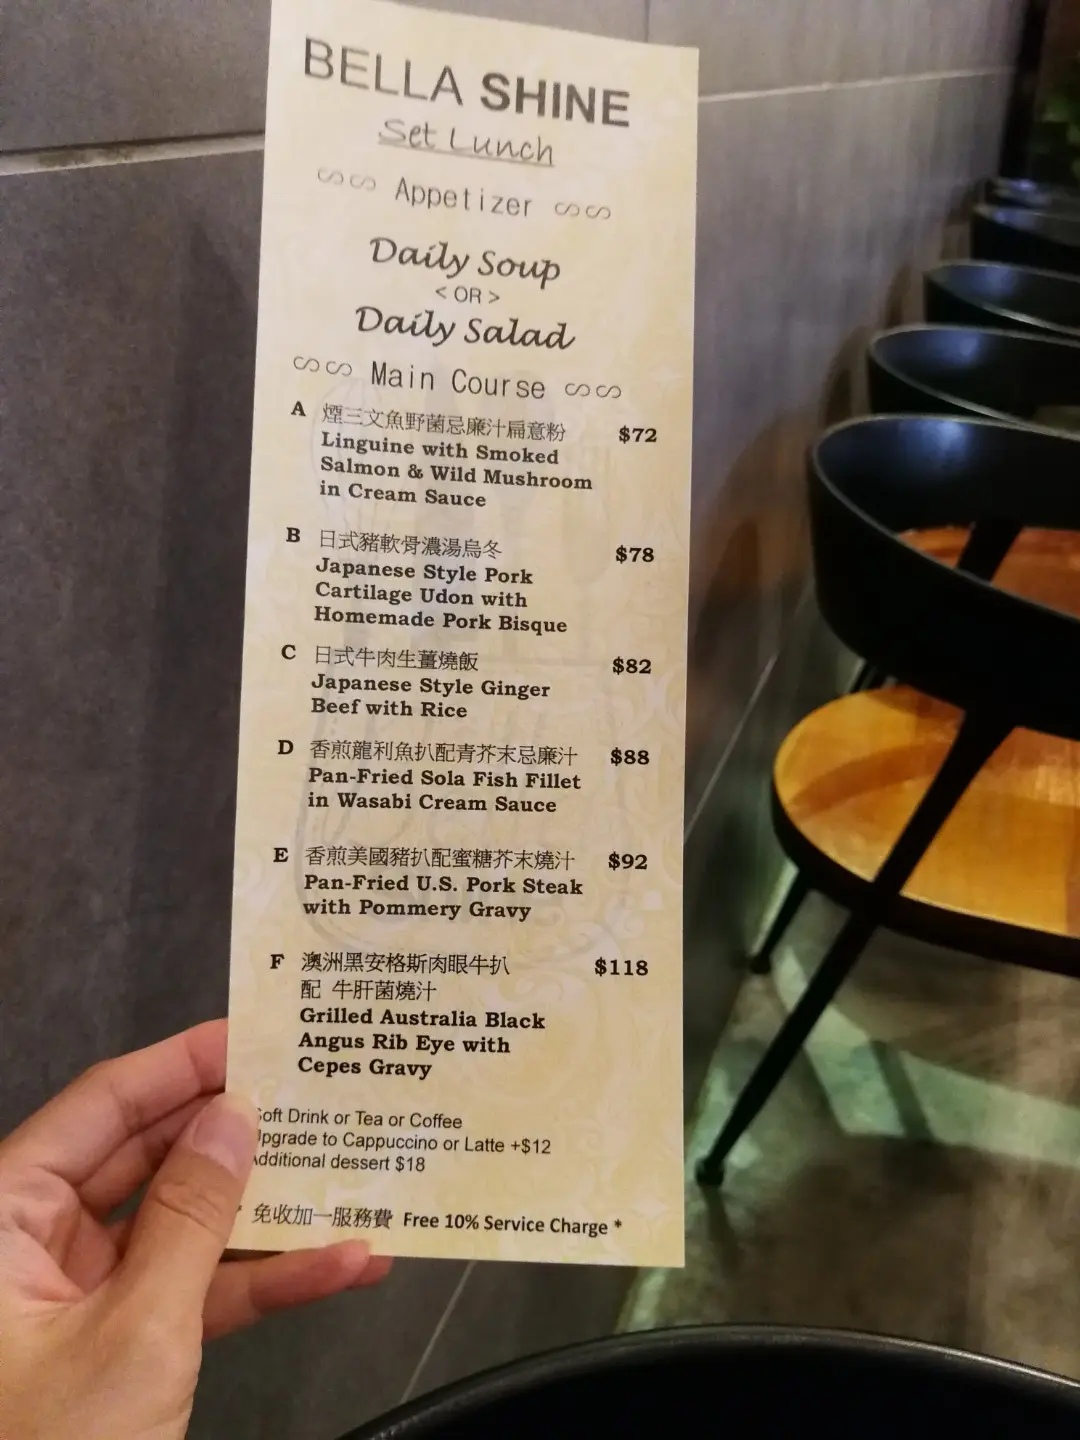 BELLA SHINE
Set Lunch
Appetizer
Daily Soup
< OR >
Daily Salad
Main Course
A 煙三文魚野菌忌廉汁扁意粉 $72
Linguine with Smoked
Salmon & Wild Mushroom
in Cream Sauce
B 日式豬軟骨濃湯烏冬 $78
Japanese Style Pork
Cartilage Udon with
Homemade Pork Bisque
C 日式牛肉生薑燒飯 $82
Japanese Style Ginger
Beef with Rice
D 香煎龍利魚扒配青芥末忌廉汁 $88
Pan-Fried Sola Fish Fillet
in Wasabi Cream Sauce
E 香煎美國豬扒配蜜糖芥末燒汁 $92
Pan-Fried U.S. Pork Steak
with Pommery Gravy
F 澳洲黑安格斯肉眼牛扒 $118
配 牛肝菌燒汁
Grilled Australia Black
Angus Rib Eye with
Cepes Gravy
Soft Drink or Tea or Coffee
Upgrade to Cappuccino or Latte +$12
Additional dessert $18
* 免收加一服務費 Free 10% Service Charge *